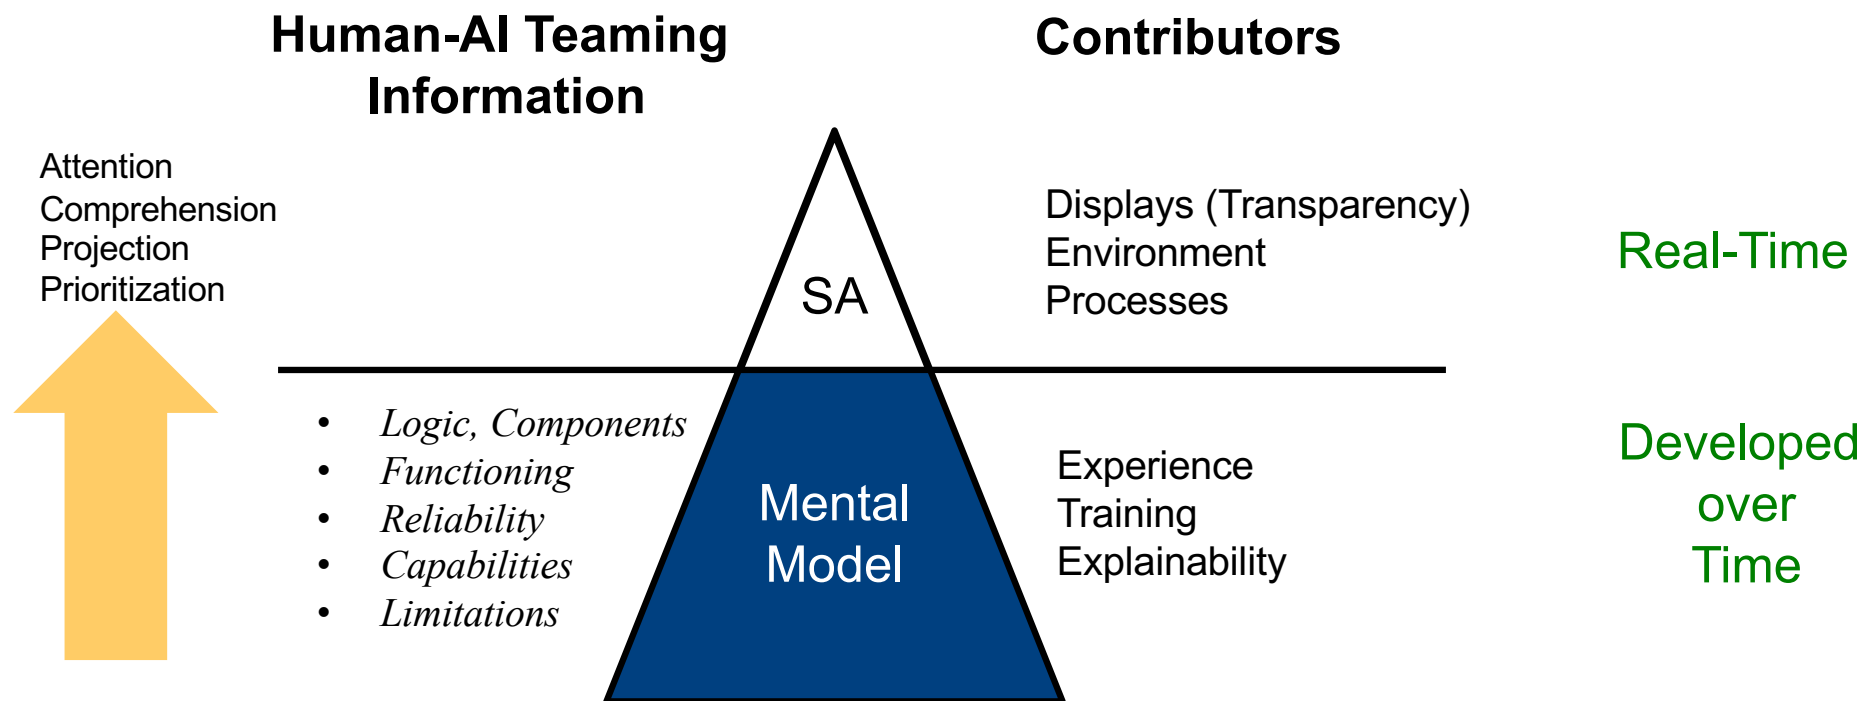 Human-AI Teaming
Information
Contributors
Attention
Comprehension
Projection
Prioritization
SA
Displays (Transparency)
Environment
Processes
Real-Time
• Logic, Components
• Functioning
• Reliability
• Capabilities
• Limitations
Mental
Model
Experience
Training
Explainability
Developed
over
Time